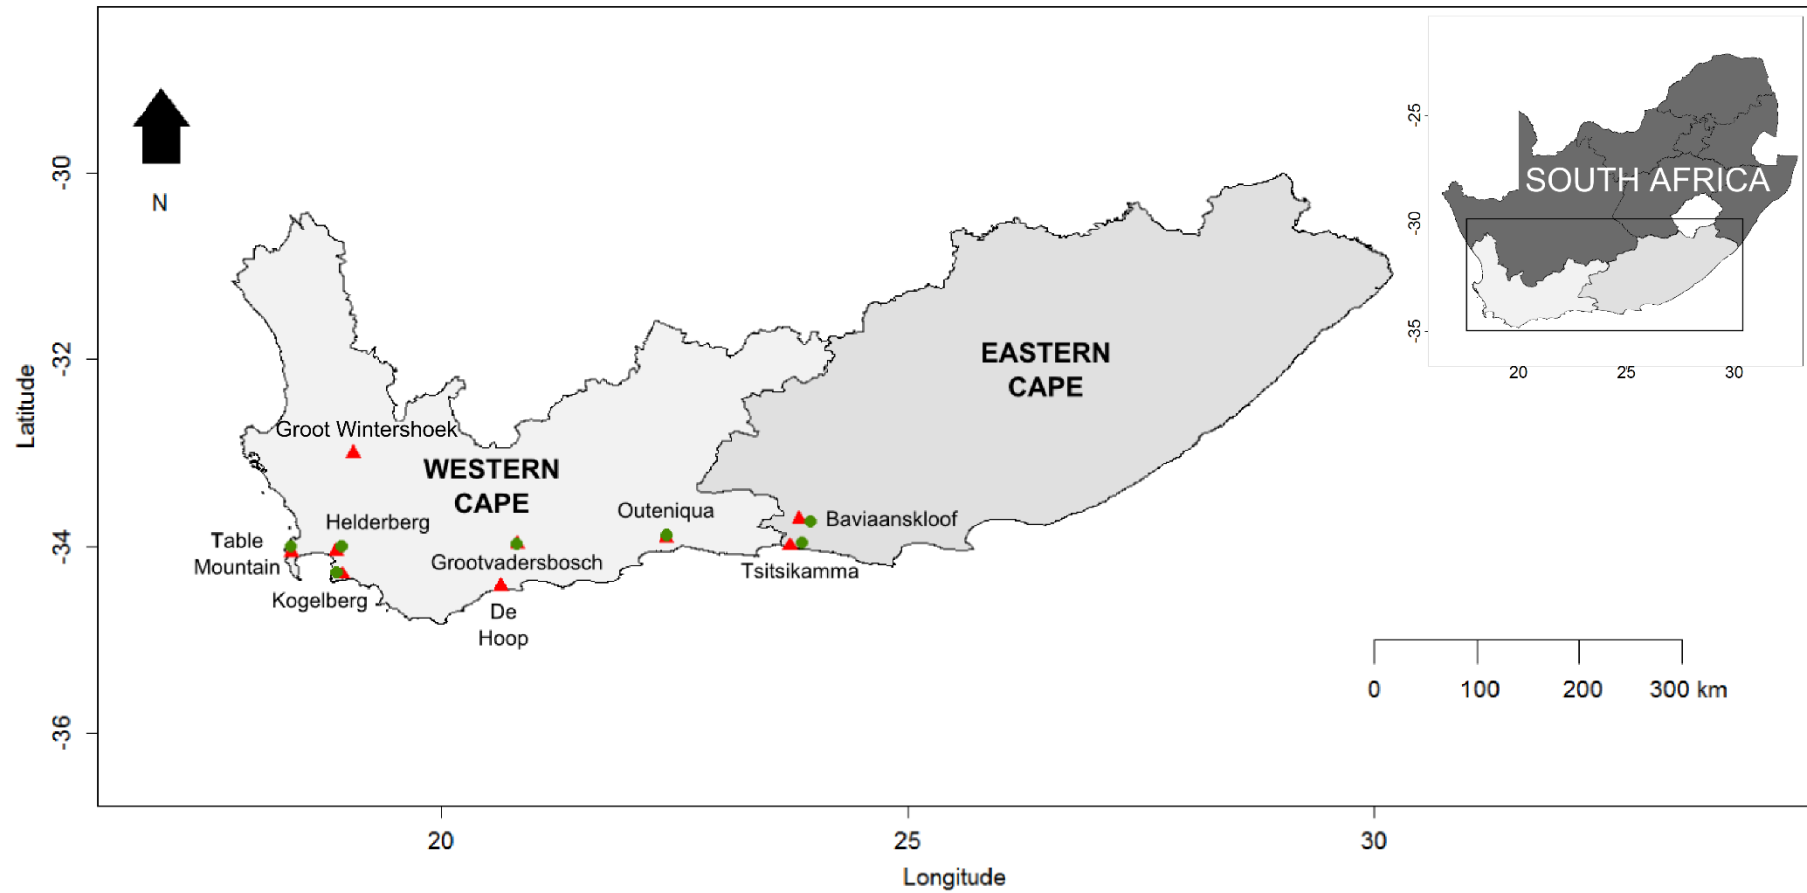 N
-30
-32
-34
-36
Latitude
20
25
30
Longitude
Groot Wintershoek
WESTERN
CAPE
EASTERN
CAPE
Helderberg
Outeniqua
Baviaanskloof
Table
Mountain
Grootvadersbosch
Tsitsikamma
Kogelberg
De
Hoop
0
100
200
300 km
SOUTH AFRICA
-25
-30
-35
20
25
30